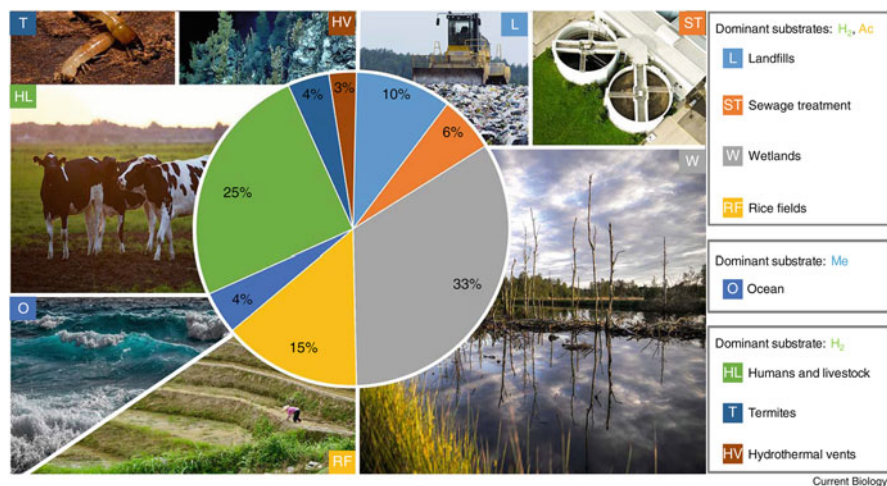 T
HV
L
ST
HL
W
O
RF
4%
3%
10%
6%
25%
33%
4%
15%
Dominant substrates: H₂, Ac
L Landfills
ST Sewage treatment
W Wetlands
RF Rice fields
Dominant substrate: Me
O Ocean
Dominant substrate: H₂
HL Humans and livestock
T Termites
HV Hydrothermal vents
Current Biology